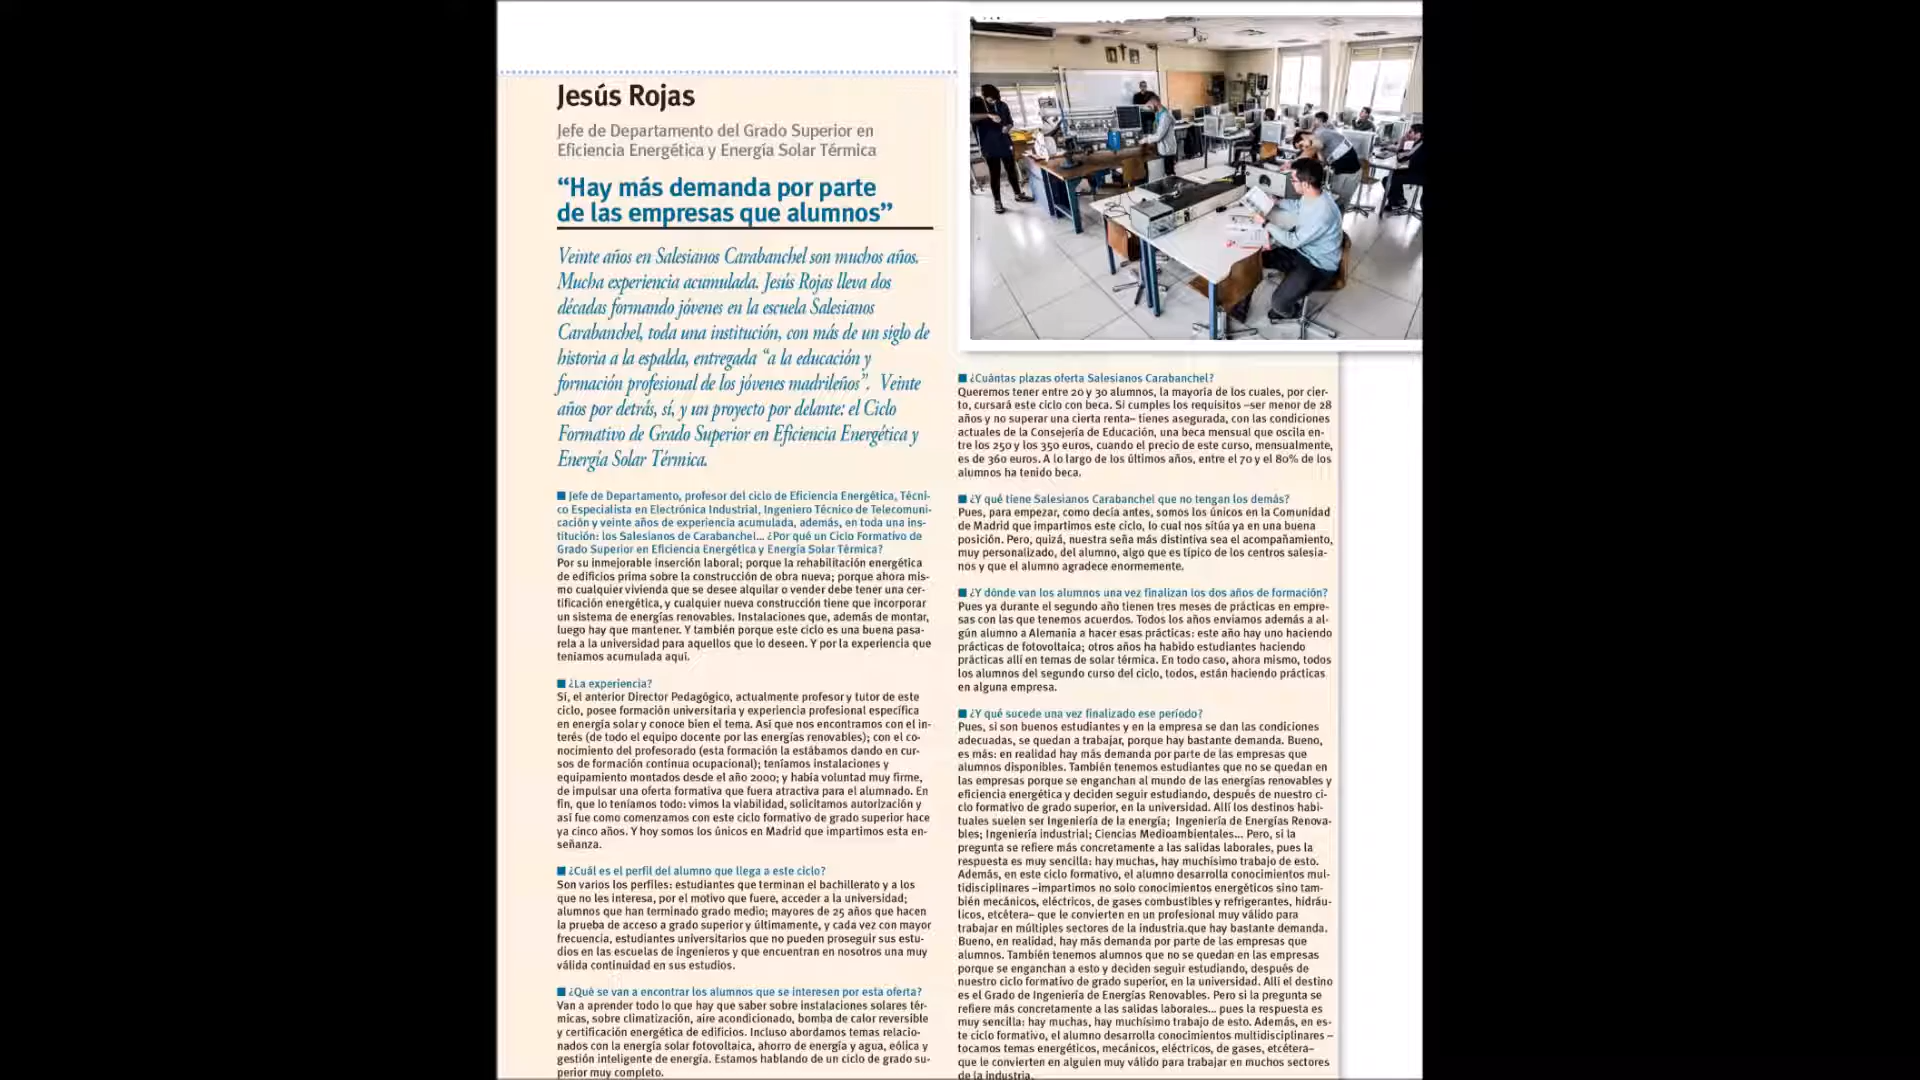 Jesús Rojas
Jefe de Departamento del Grado Superior en
Eficiencia Energética y Energía Solar Térmica
“Hay más demanda por parte
de las empresas que alumnos”
Veinte años en Salesianos Carabanchel son muchos años.
Mucha experiencia acumulada. Jesús Rojas lleva dos
décadas formando jóvenes en la escuela Salesianos
Carabanchel, toda una institución, con más de un siglo de
historia a la espalda, entregada “a la educación y
formación profesional de los jóvenes madrileños”. Veinte
años por detrás, sí, y un proyecto por delante: el Ciclo
Formativo de Grado Superior en Eficiencia Energética y
Energía Solar Térmica.
■ Jefe de Departamento, profesor del ciclo de Eficiencia Energética, Técni-
co Especialista en Electrónica Industrial, Ingeniero Técnico de Telecomuni-
cación y veinte años de experiencia acumulada, además, en toda una ins-
titución: los Salesianos de Carabanchel... ¿Por qué un Ciclo Formativo de
Grado Superior en Eficiencia Energética y Energía Solar Térmica?
Por su inmejorable inserción laboral; porque la rehabilitación energética
de edificios prima sobre la construcción de obra nueva; porque ahora mis-
mo cualquier vivienda que se desee alquilar o vender debe tener una cer-
tificación energética, y cualquier nueva construcción tiene que incorporar
un sistema de energías renovables. Instalaciones que, además de montar,
luego hay que mantener. Y también porque este ciclo es una buena pasa-
rela a la universidad para aquellos que lo deseen. Y por la experiencia que
teníamos acumulada aquí.
■ ¿La experiencia?
Sí, el anterior Director Pedagógico, actualmente profesor y tutor de este
ciclo, posee formación universitaria y experiencia profesional específica
en energía solar y conoce bien el tema. Así que nos encontramos con el in-
terés (de todo el equipo docente por las energías renovables); con el co-
nocimiento del profesorado (esta formación la estábamos dando en cur-
sos de formación continua ocupacional); teníamos instalaciones y
equipamiento montados desde el año 2000; y había voluntad muy firme,
de impulsar una oferta formativa que fuera atractiva para el alumnado. En
fin, que lo teníamos todo: vimos la viabilidad, solicitamos autorización y
así fue como comenzamos con este ciclo formativo de grado superior hace
ya cinco años. Y hoy somos los únicos en Madrid que impartimos esta en-
señanza.
■ ¿Cuál es el perfil del alumno que llega a este ciclo?
Son varios los perfiles: estudiantes que terminan el bachillerato y a los
que no les interesa, por el motivo que fuere, acceder a la universidad;
alumnos que han terminado grado medio; mayores de 25 años que hacen
la prueba de acceso a grado superior y últimamente, y cada vez con mayor
frecuencia, estudiantes universitarios que no pueden proseguir sus estu-
dios en las escuelas de ingenieros y que encuentran en nosotros una muy
válida continuidad en sus estudios.
■ ¿Qué se van a encontrar los alumnos que se interesen por esta oferta?
Van a aprender todo lo que hay que saber sobre instalaciones solares tér-
micas, sobre climatización, aire acondicionado, bomba de calor reversible
y certificación energética de edificios. Incluso abordamos temas relacio-
nados con la energía solar fotovoltaica, ahorro de energía y agua, eólica y
gestión inteligente de energía. Estamos hablando de un ciclo de grado su-
perior muy completo.
■ ¿Cuántas plazas oferta Salesianos Carabanchel?
Queremos tener entre 20 y 30 alumnos, la mayoría de los cuales, por cier-
to, cursará este ciclo con beca. Si cumples los requisitos –ser menor de 28
años y no superar una cierta renta– tienes asegurada, con las condiciones
actuales de la Consejería de Educación, una beca mensual que oscila en-
tre los 250 y los 350 euros, cuando el precio de este curso, mensualmente,
es de 360 euros. A lo largo de los últimos años, entre el 70 y el 80% de los
alumnos ha tenido beca.
■ ¿Y qué tiene Salesianos Carabanchel que no tengan los demás?
Pues, para empezar, como decía antes, somos los únicos en la Comunidad
de Madrid que impartimos este ciclo, lo cual nos sitúa ya en una buena
posición. Pero, quizá, nuestra seña más distintiva sea el acompañamiento,
muy personalizado, del alumno, algo que es típico de los centros salesia-
nos y que el alumno agradece enormemente.
■ ¿Y dónde van los alumnos una vez finalizan los dos años de formación?
Pues ya durante el segundo año tienen tres meses de prácticas en empre-
sas con las que tenemos acuerdos. Todos los años enviamos además a al-
gún alumno a Alemania a hacer esas prácticas: este año hay uno haciendo
prácticas de fotovoltaica; otros años ha habido estudiantes haciendo
prácticas allí en temas de solar térmica. En todo caso, ahora mismo, todos
los alumnos del segundo curso del ciclo, todos, están haciendo prácticas
en alguna empresa.
■ ¿Y qué sucede una vez finalizado ese período?
Pues, si son buenos estudiantes y en la empresa se dan las condiciones
adecuadas, se quedan a trabajar, porque hay bastante demanda. Bueno,
es más: en realidad hay más demanda por parte de las empresas que
alumnos disponibles. También tenemos estudiantes que no se quedan en
las empresas porque se enganchan al mundo de las energías renovables y
eficiencia energética y deciden seguir estudiando, después de nuestro ci-
clo formativo de grado superior, en la universidad. Allí los destinos habi-
tuales suelen ser Ingeniería de la energía; Ingeniería de Energías Renova-
bles; Ingeniería industrial; Ciencias Medioambientales... Pero, si la
pregunta se refiere más concretamente a las salidas laborales, pues la
respuesta es muy sencilla: hay muchas, hay muchísimo trabajo de esto.
Además, en este ciclo formativo, el alumno desarrolla conocimientos mul-
tidisciplinares –impartimos no solo conocimientos energéticos sino tam-
bién mecánicos, eléctricos, de gases combustibles y refrigerantes, hidráu-
licos, etcétera– que le convierten en un profesional muy válido para
trabajar en múltiples sectores de la industria.que hay bastante demanda.
Bueno, en realidad, hay más demanda por parte de las empresas que
alumnos. También tenemos alumnos que no se quedan en las empresas
porque se enganchan a esto y deciden seguir estudiando, después de
nuestro ciclo formativo de grado superior, en la universidad. Allí el destino
es el Grado de Ingeniería de Energías Renovables. Pero si la pregunta se
refiere más concretamente a las salidas laborales... pues la respuesta es
muy sencilla: hay muchas, hay muchísimo trabajo de esto. Además, en es-
te ciclo formativo, el alumno desarrolla conocimientos multidisciplinares –
tocamos temas energéticos, mecánicos, eléctricos, de gases, etcétera–
que le convierten en alguien muy válido para trabajar en muchos sectores
de la industria.